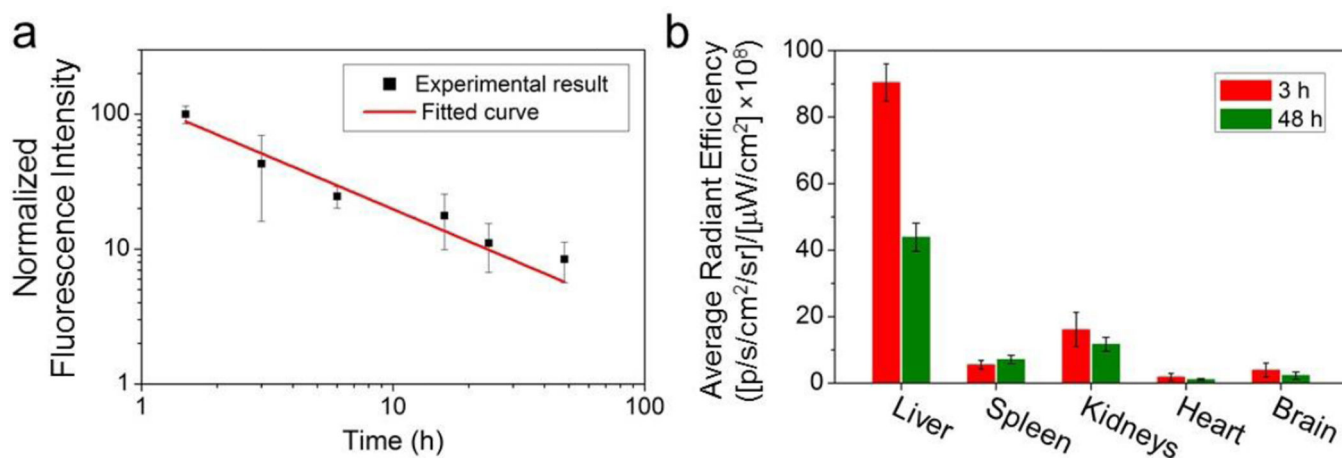 a
Normalized
Fluorescence Intensity
100
10
1
1
10
100
Time (h)
Experimental result
Fitted curve
b
Average Radiant Efficiency
([p/s/cm²/sr]/[μW/cm²] ×10⁸)
100
80
60
40
20
0
3 h
48 h
Liver
Spleen
Kidneys
Heart
Brain